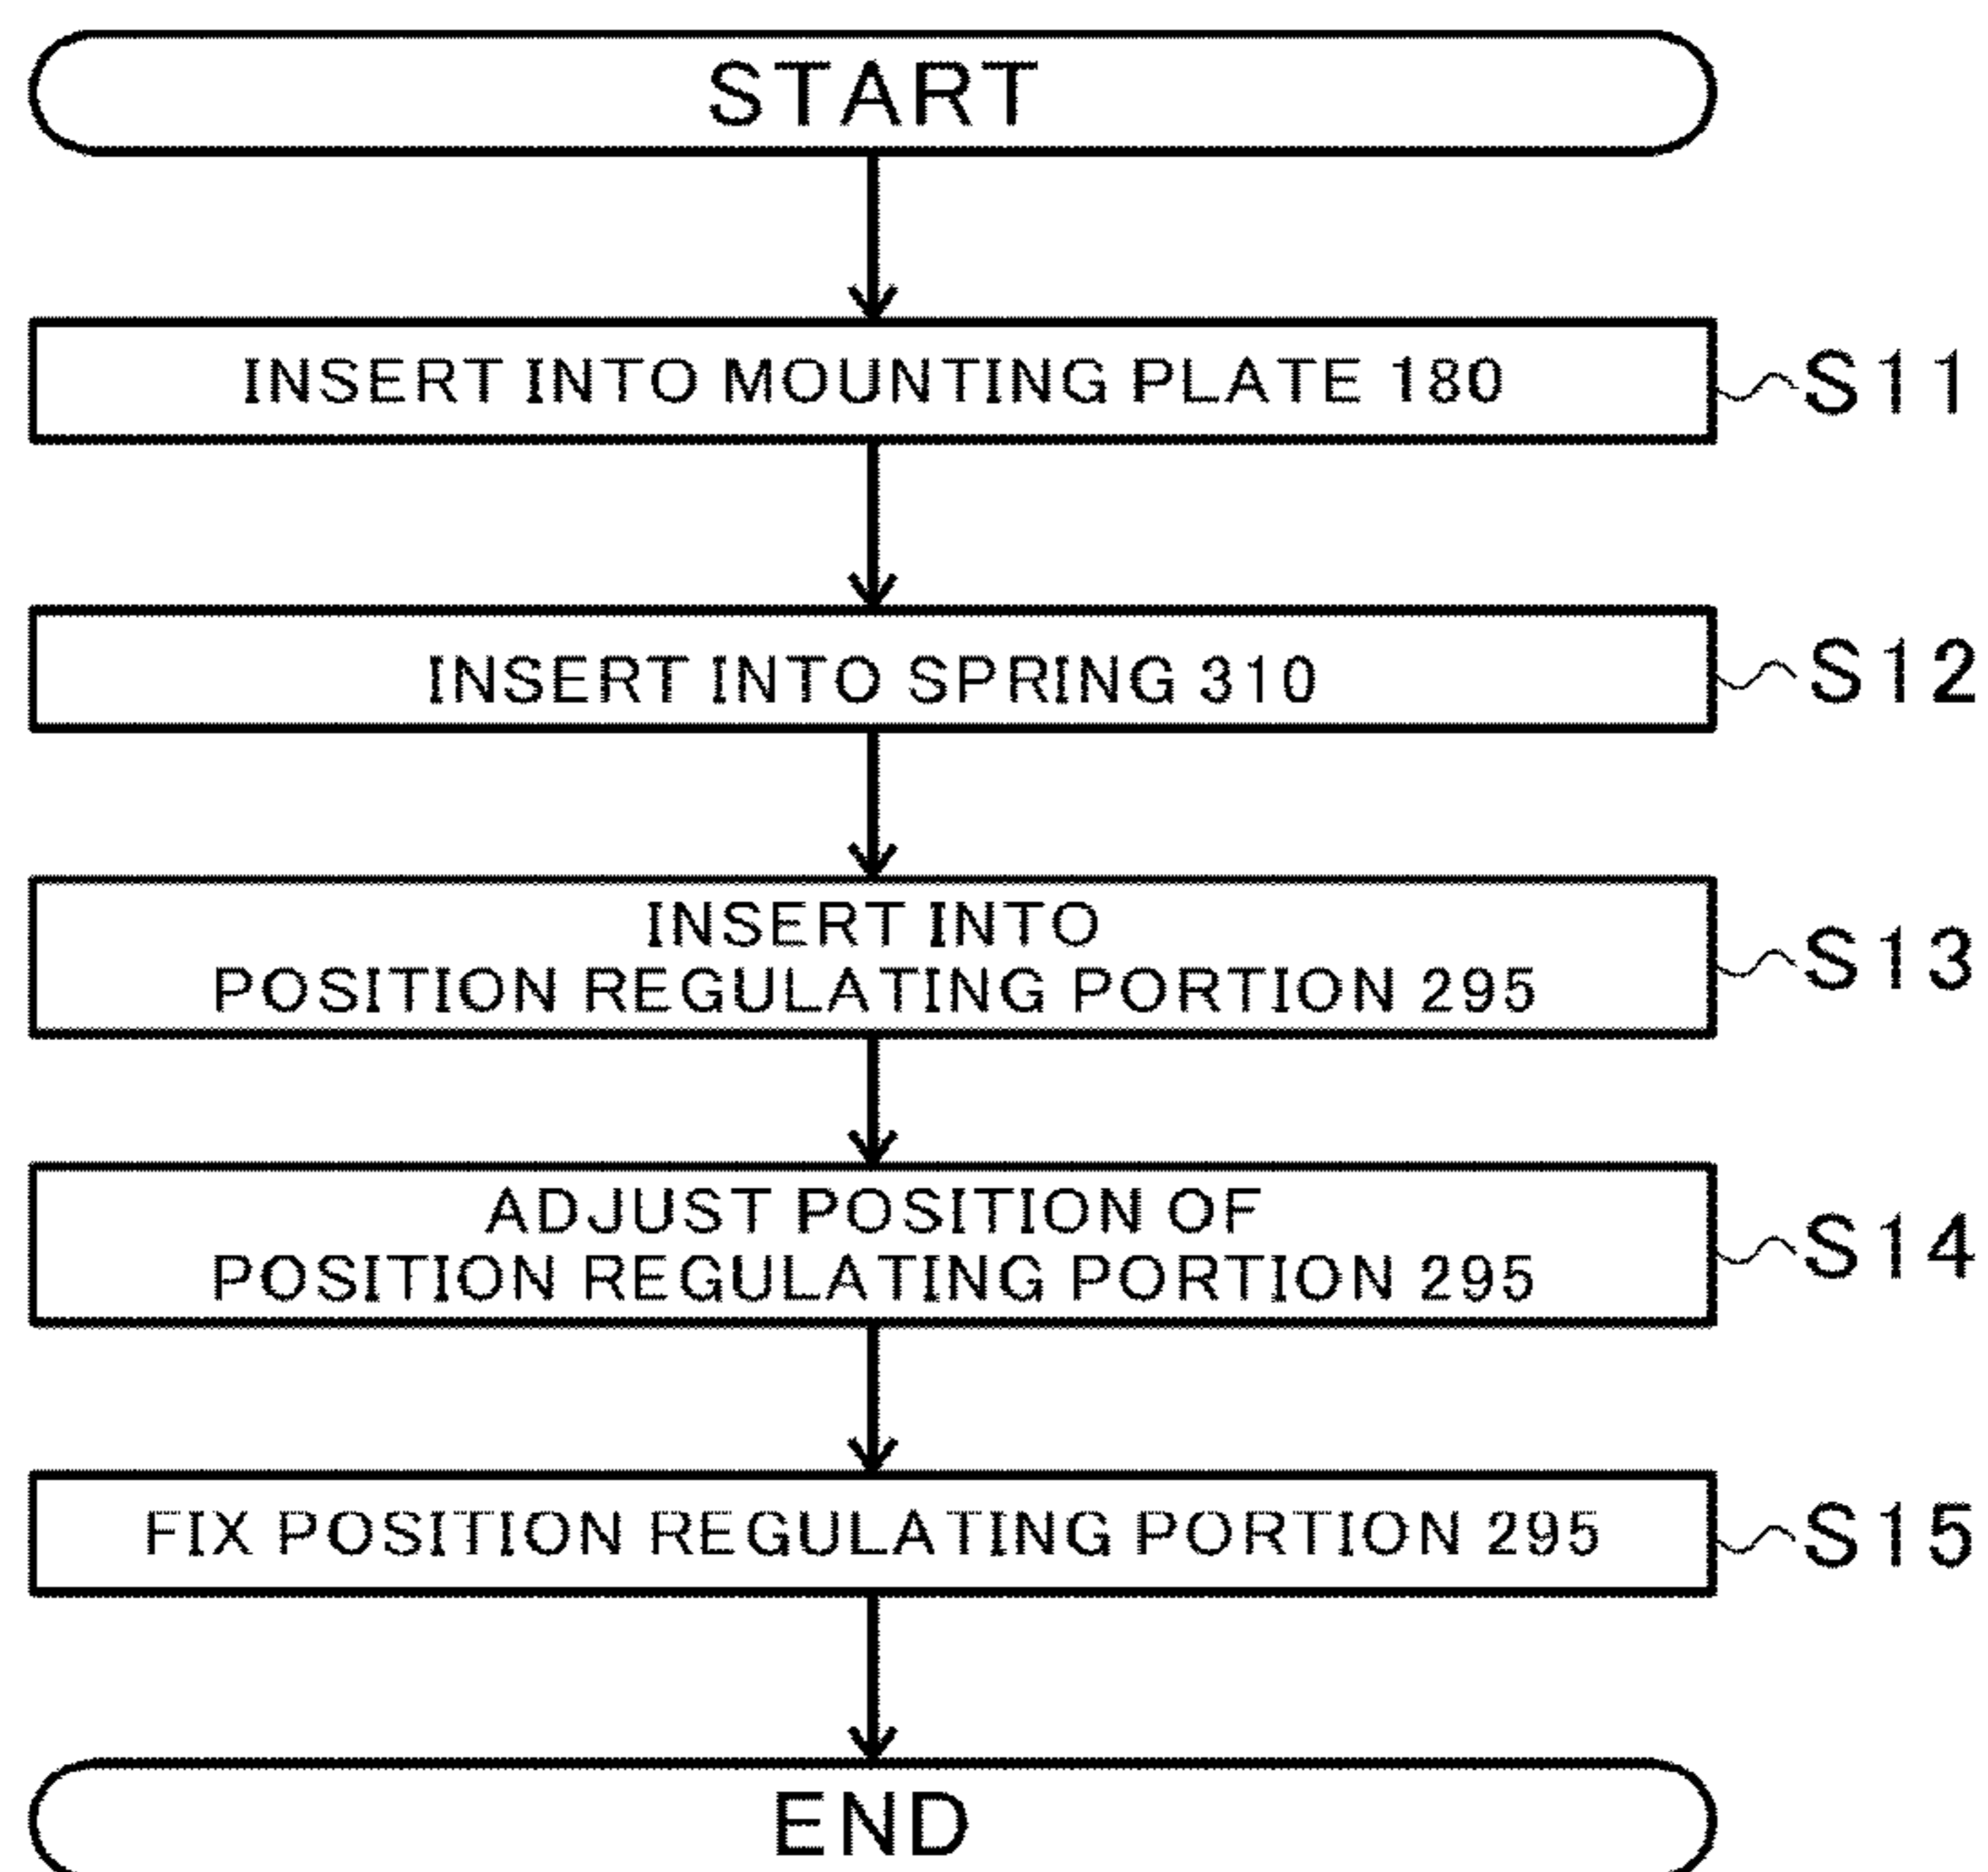 START
INSERT INTO MOUNTING PLATE 180
S11
INSERT INTO SPRING 310
S12
INSERT INTO
POSITION REGULATING PORTION 295
S13
ADJUST POSITION OF
POSITION REGULATING PORTION 295
S14
FIX POSITION REGULATING PORTION 295
S15
END